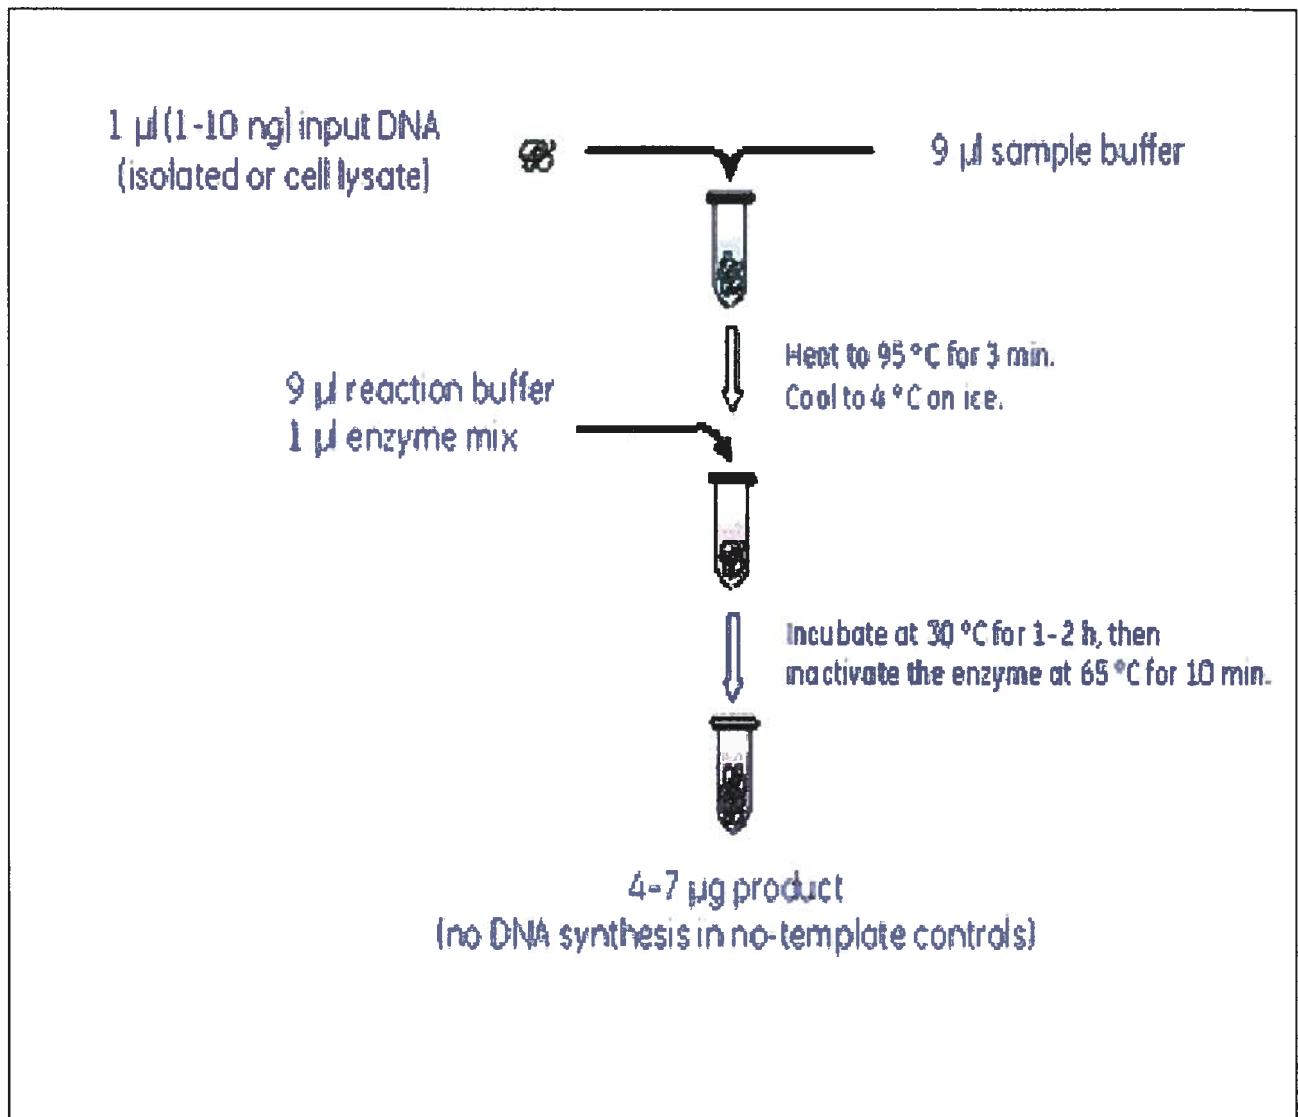 1 µl (1-10 ng) input DNA
(isolated or cell lysate)
9 µl sample buffer
Heat to 95 °C for 3 min.
Cool to 4 °C on ice.
9 µl reaction buffer
1 µl enzyme mix
Incubate at 30 °C for 1-2 h, then
inactivate the enzyme at 65 °C for 10 min.
4-7 µg product
(no DNA synthesis in no-template controls)